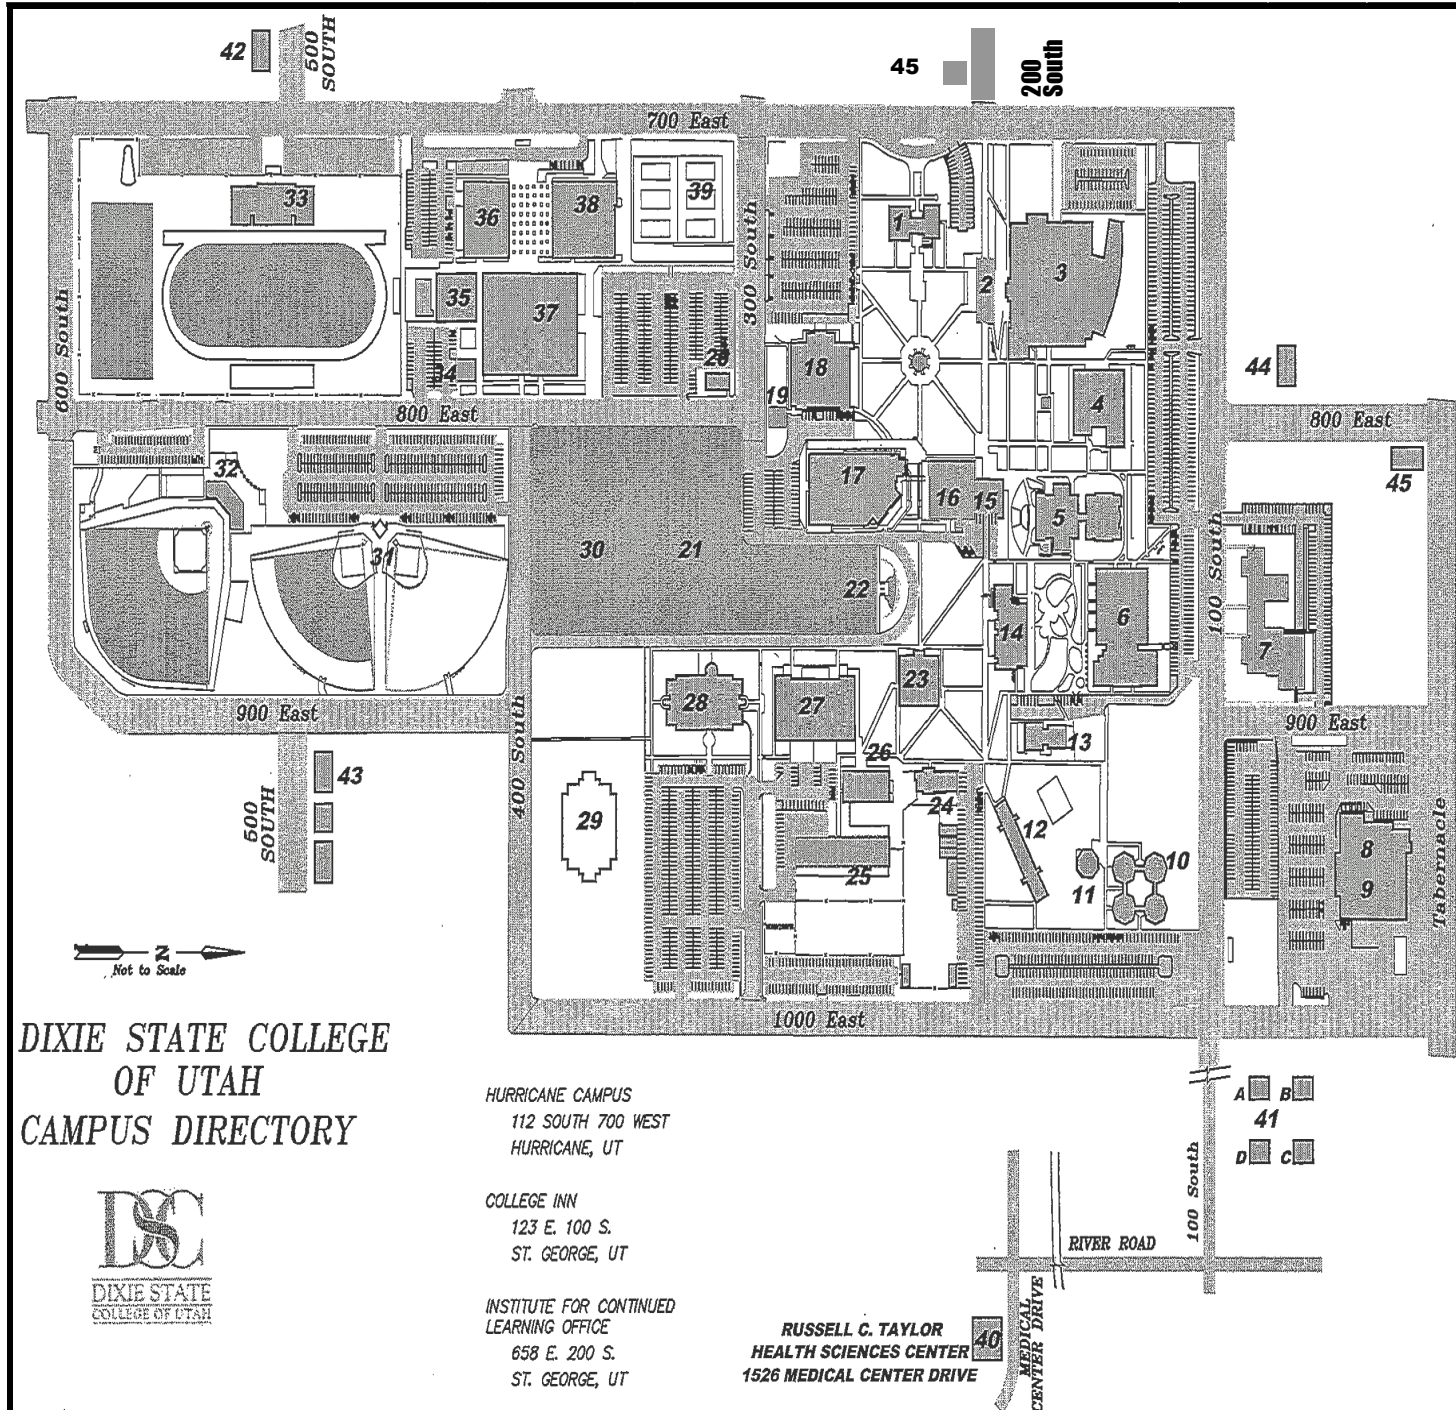 42
500
SOUTH
45
200
South
700 East
33
36
38
39
1
2
3
300 South
35
37
34
20
600 South
18
19
4
44
800 East
800 East
32
17
16
15
5
45
31
30
21
22
14
6
100 South
7
28
27
23
13
900 East
900 East
400 South
26
24
43
500
SOUTH
29
25
12
11
10
8
9
Tabernacle
N
Not to Scale
1000 East
DIXIE STATE COLLEGE
OF UTAH
CAMPUS DIRECTORY
HURRICANE CAMPUS
112 SOUTH 700 WEST
HURRICANE, UT
COLLEGE INN
123 E. 100 S.
ST. GEORGE, UT
INSTITUTE FOR CONTINUED
LEARNING OFFICE
658 E. 200 S.
ST. GEORGE, UT
DSC
DIXIE STATE
COLLEGE OF UTAH
A B
41
D C
100 South
RIVER ROAD
MEDICAL
CENTER DRIVE
RUSSELL C. TAYLOR
HEALTH SCIENCES CENTER
1526 MEDICAL CENTER DRIVE
40